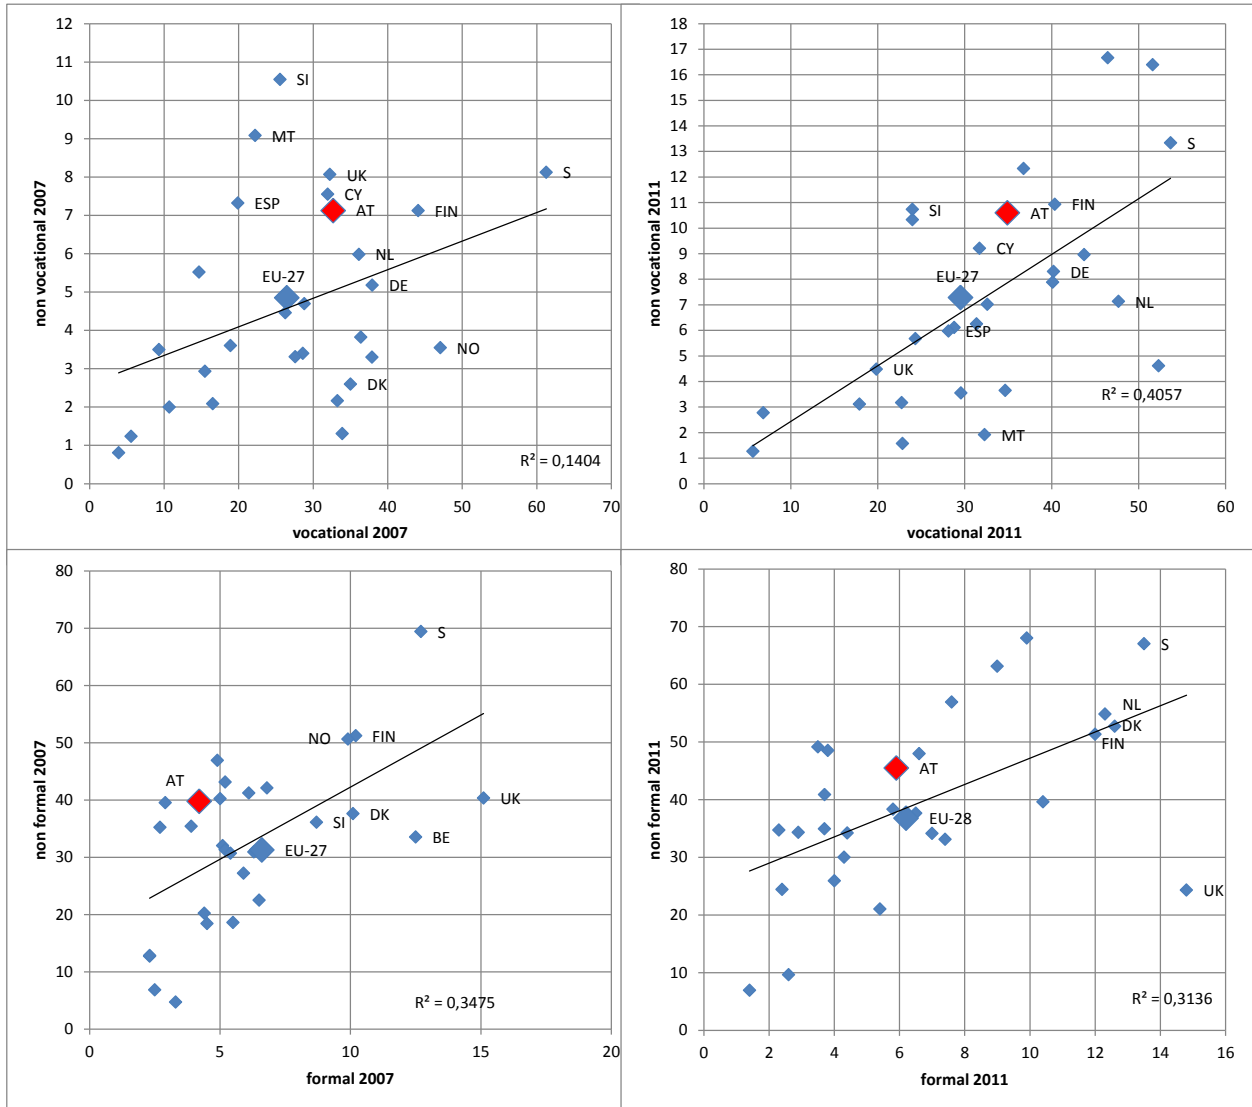 12
11
10
9
8
7
6
5
4
3
2
1
0
0 10 20 30 40 50 60 70
non vocational 2007
vocational 2007
SI
MT
UK
S
CY
ESP
AT
FIN
NL
EU-27
DE
NO
DK
R² = 0,1404
18
17
16
15
14
13
12
11
10
9
8
7
6
5
4
3
2
1
0
0 10 20 30 40 50 60
non vocational 2011
vocational 2011
S
SI
AT
FIN
CY
EU-27
DE
NL
ESP
UK
R² = 0,4057
MT
80
70
60
50
40
30
20
10
0
0 5 10 15 20
non formal 2007
formal 2007
S
NO
FIN
AT
UK
DK
SI
BE
EU-27
R² = 0,3475
80
70
60
50
40
30
20
10
0
0 2 4 6 8 10 12 14 16
non formal 2011
formal 2011
S
NL
DK
FIN
AT
EU-28
UK
R² = 0,3136